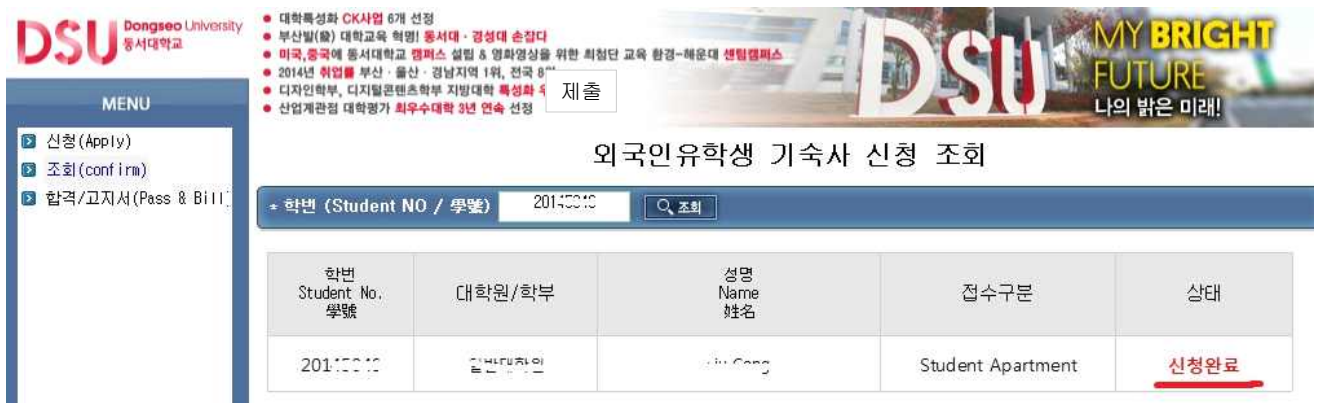 DSU Dongseo University
동서대학교
• 대학특성화 CK사업 6개 선정
• 부산발(發) 대학교육 혁명! 동서대 · 경성대 손잡다
• 미국,중국에 동서대학교 캠퍼스 설립 & 영화영상을 위한 최첨단 교육 환경-해운대 센텀캠퍼스
• 2014년 취업률 부산 · 울산 · 경남지역 1위, 전국 8
• 디자인학부, 디지털콘텐츠학부 지방대학 특성화
• 산업계관점 대학평가 최우수대학 3년 연속 선정
제출
DSU
MY BRIGHT
FUTURE
나의 밝은 미래!
MENU
신청(Apply)
조회(confirm)
합격/고지서(Pass & Bill)
외국인유학생 기숙사 신청 조회
* 학번 (Student NO / 學號)
조회
학번
Student No.
學號
대학원/학부
성명
Name
姓名
접수구분
상태
Student Apartment
신청완료